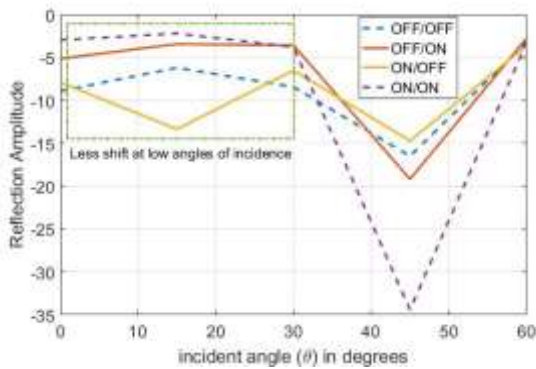 0
-5
-10
-15
-20
-25
-30
-35
Reflection Amplitude
OFF/OFF
OFF/ON
ON/OFF
ON/ON
Less shift at low angles of incidence
0 10 20 30 40 50 60
incident angle (θ) in degrees